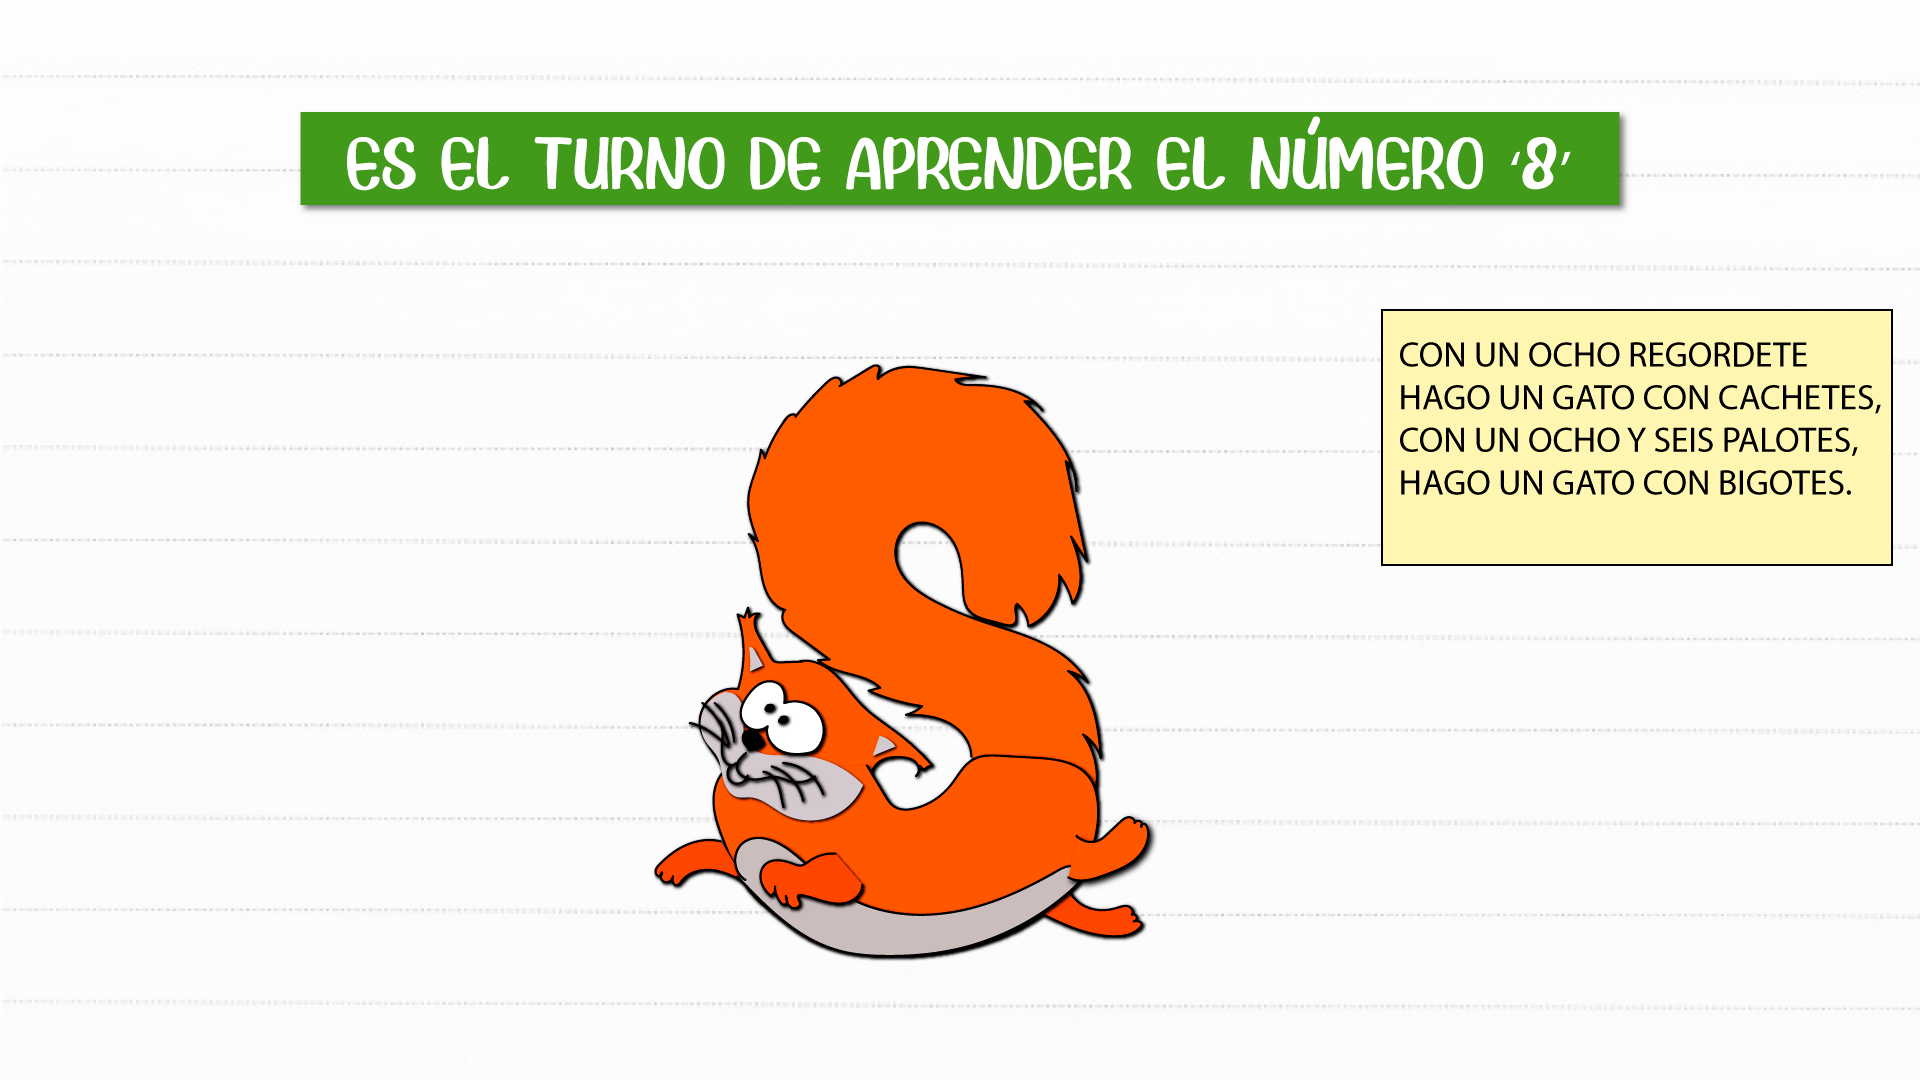 ES EL TURNO DE APRENDER EL NÚMERO ‘8’
CON UN OCHO REGORDETE
HAGO UN GATO CON CACHETES,
CON UN OCHO Y SEIS PALOTES,
HAGO UN GATO CON BIGOTES.